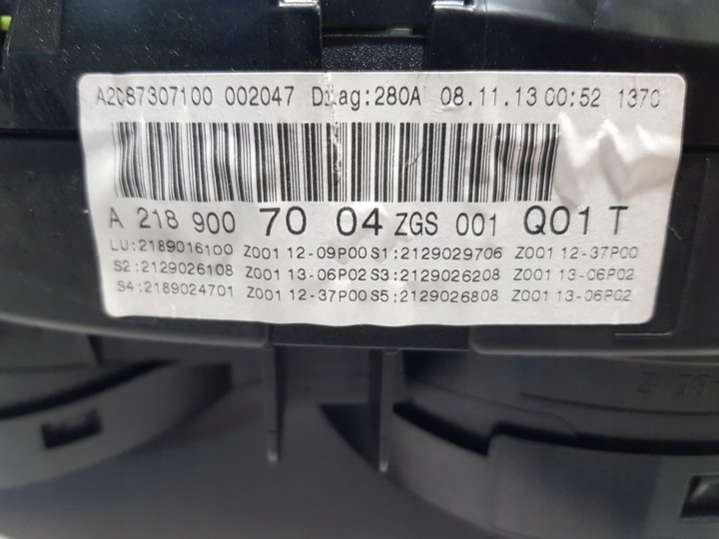 A2C87307100 002047 Diag:280A 08.11.13 00:52 1370
A 218 900 70 04 ZGS 001 Q01 T
LU:2189016100 Z001 12-09P00 S1:2129029706 Z001 12-37P00
S2:2129026108 Z001 13-06P02 S3:2129026208 Z001 13-06P02
S4:2189024701 Z001 12-37P00 S5:2129026808 Z001 13-06P02